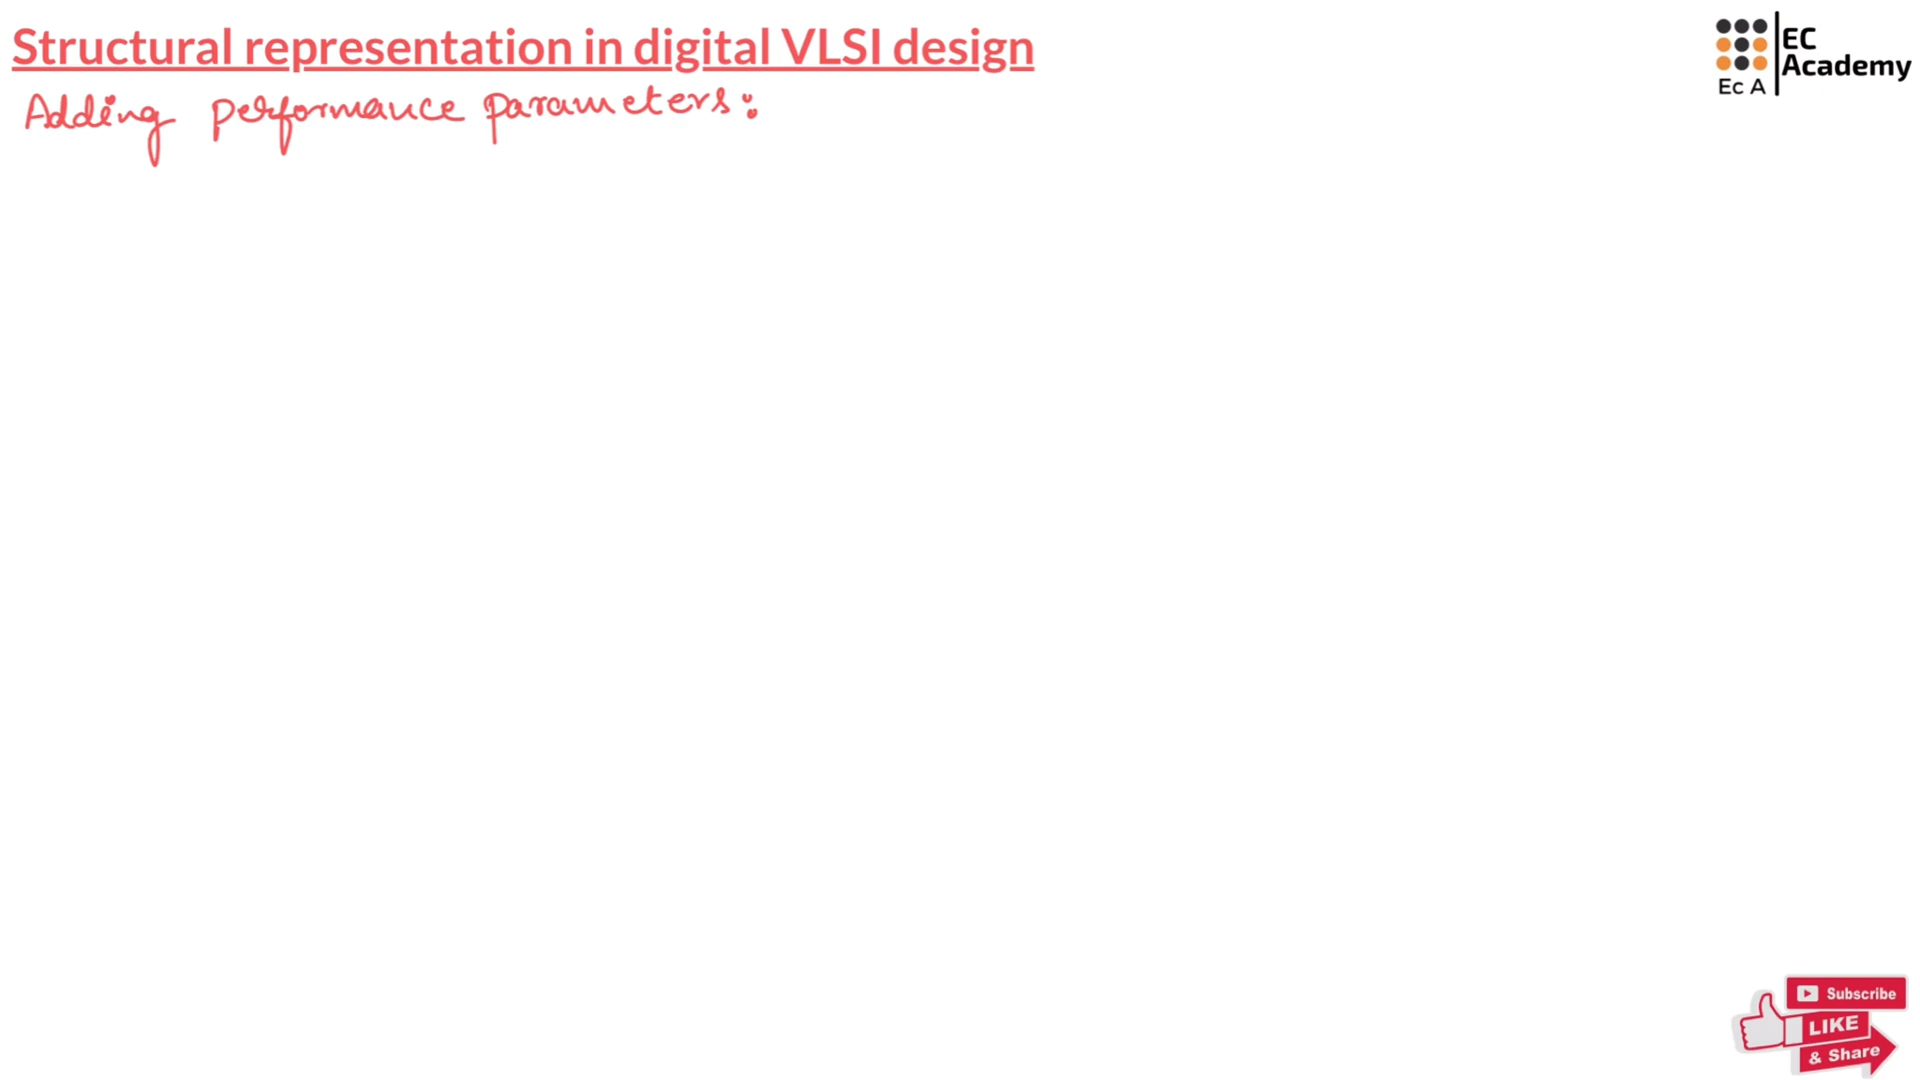 Structural representation in digital VLSI design
Adding performance parameters:
EC
Academy
Ec A
Subscribe
LIKE
& Share